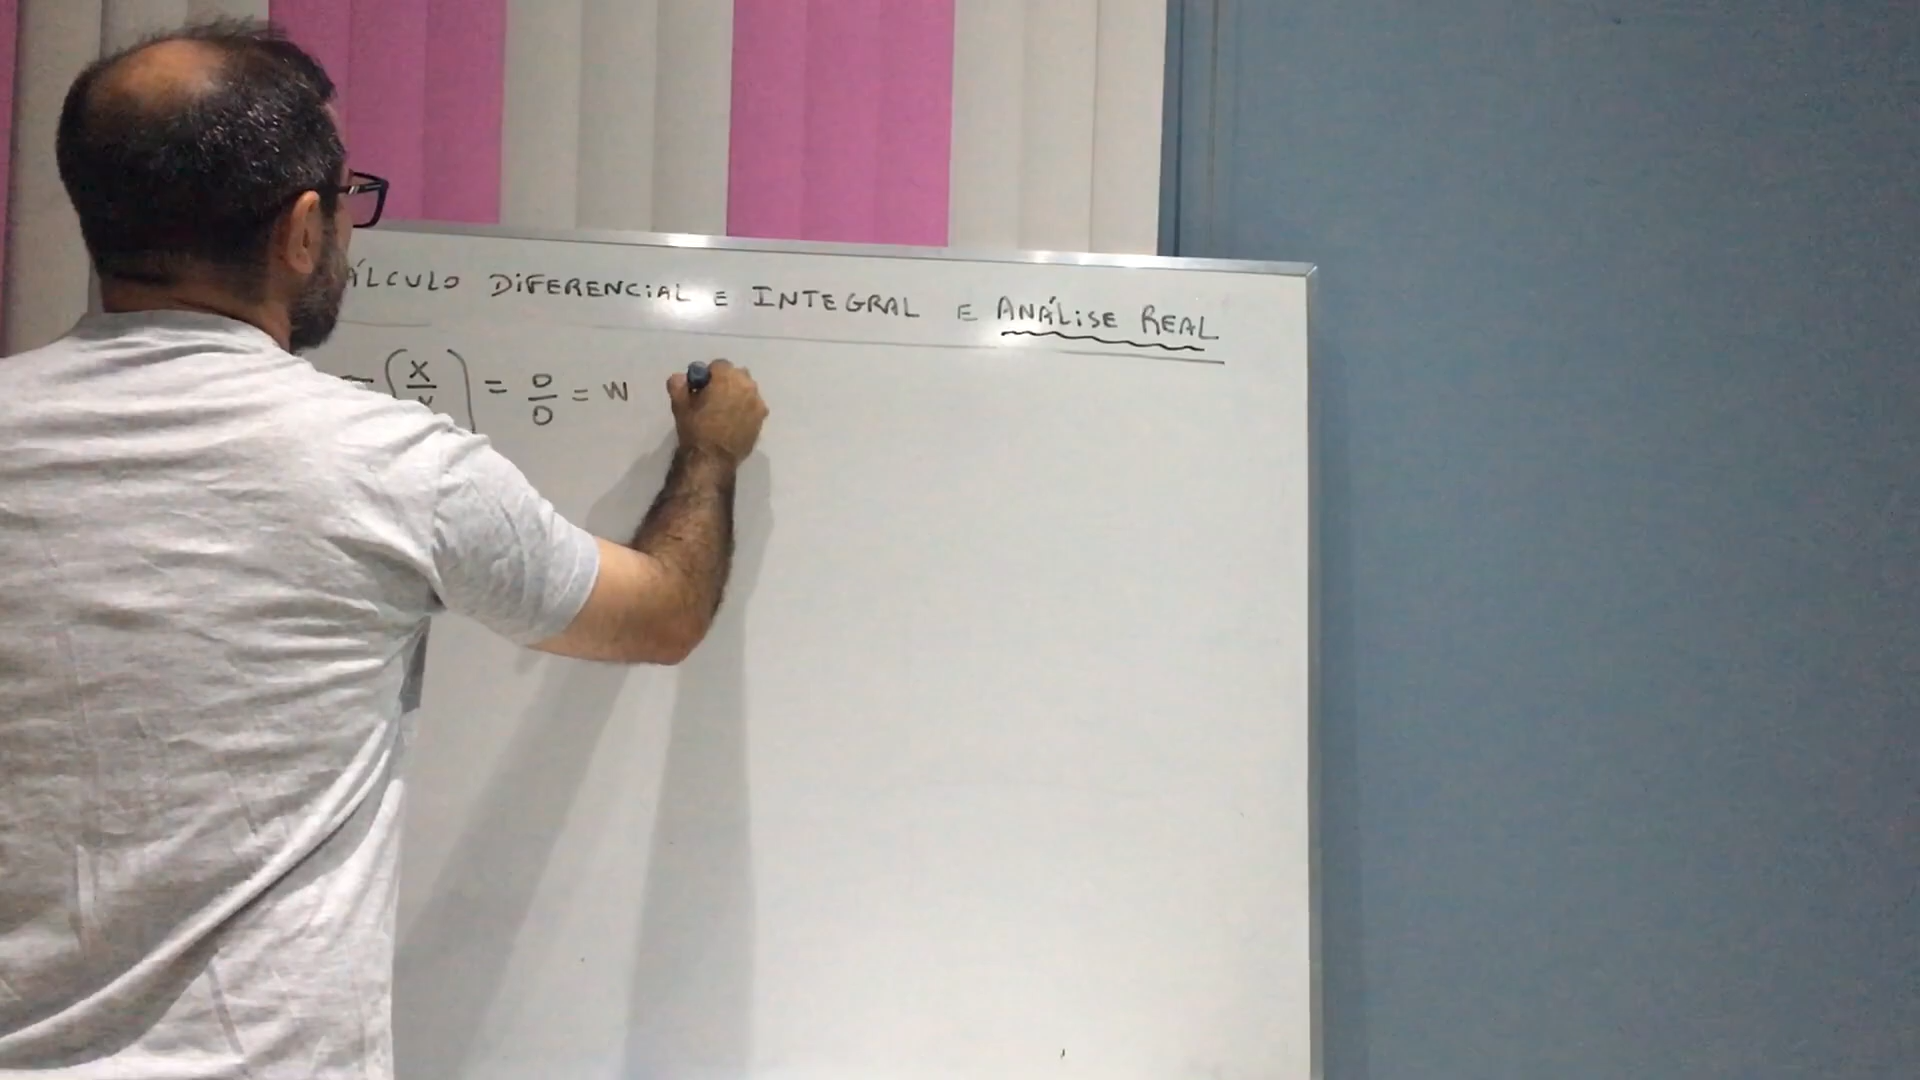 ÁLCULO DIFERENCIAL E INTEGRAL E ANÁLISE REAL
(x/x) = 0/0 = W